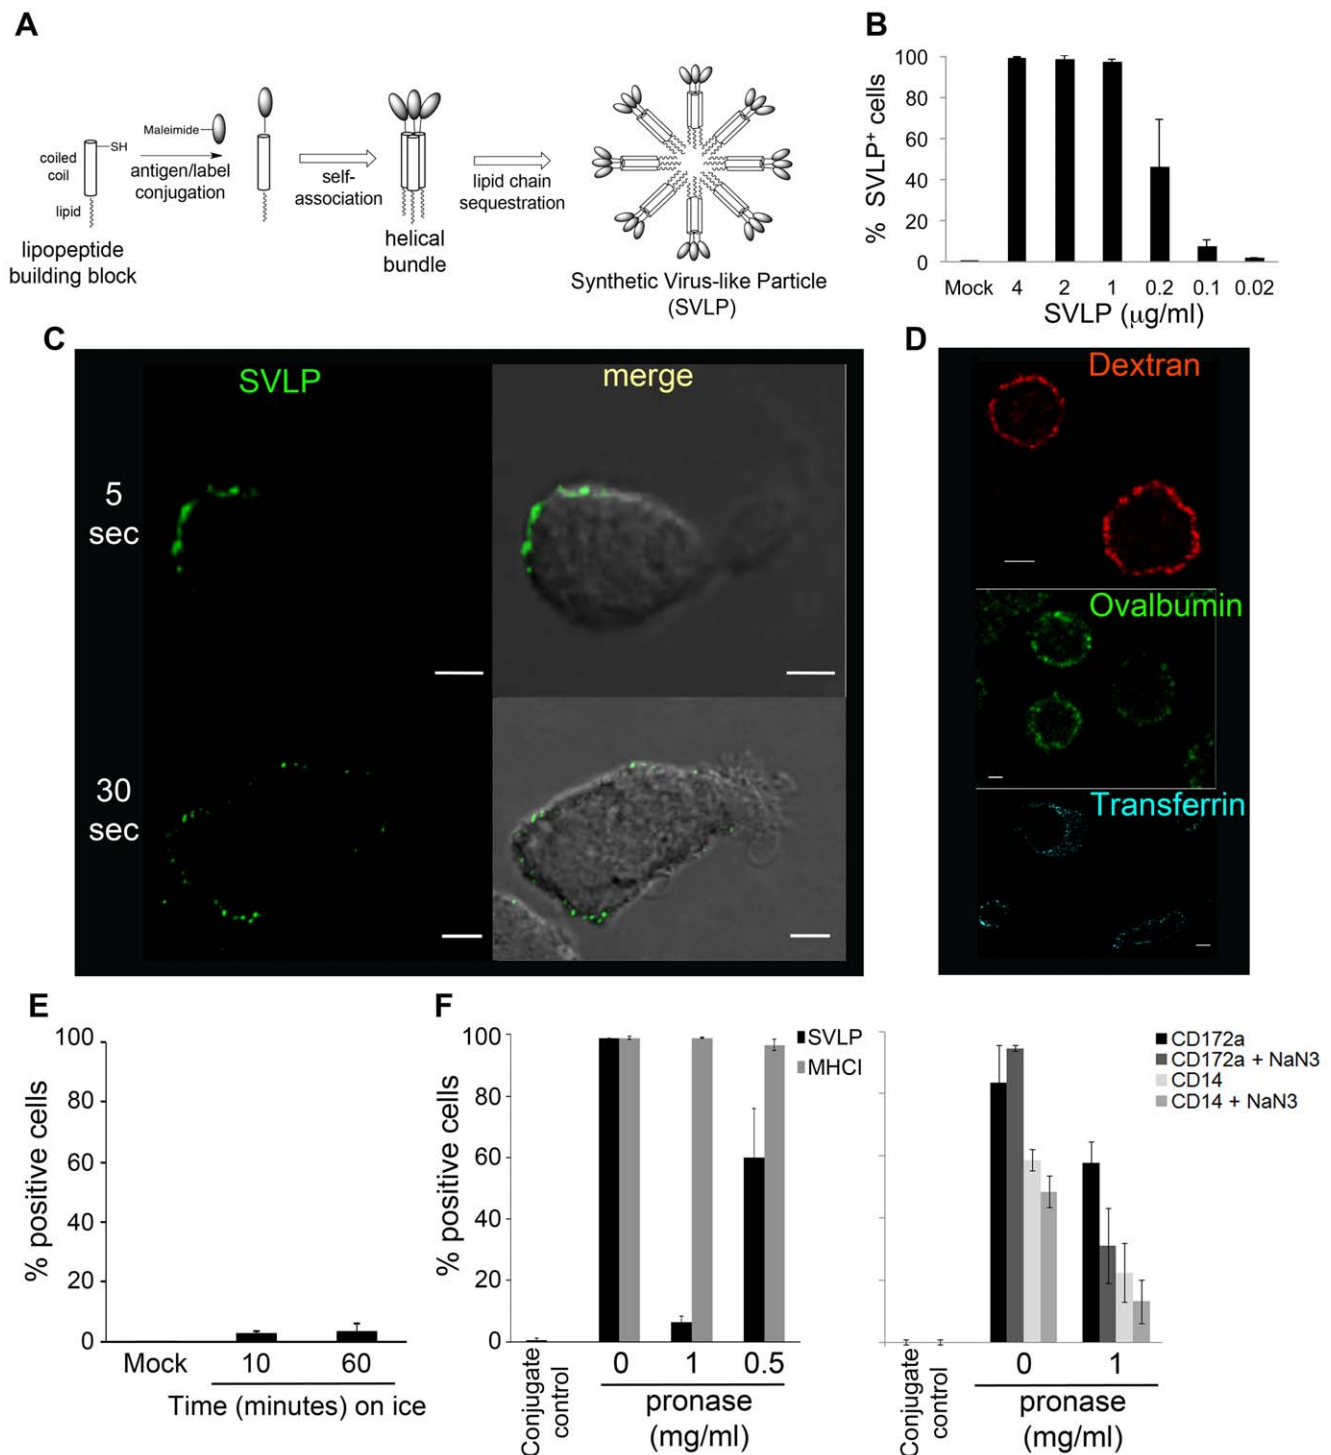 A
Maleimide
SH
coiled
coil
antigen/label
conjugation
lipid
lipopeptide
building block
self-
association
helical
bundle
lipid chain
sequestration
Synthetic Virus-like Particle
(SVLP)
B
% SVLP+ cells
100
80
60
40
20
0
Mock 4 2 1 0.2 0.1 0.02
SVLP (μg/ml)
C
SVLP merge
5
sec
30
sec
D
Dextran
Ovalbumin
Transferrin
E
% positive cells
100
80
60
40
20
0
Mock 10 60
Time (minutes) on ice
F
% positive cells
100
80
60
40
20
0
SVLP
MHCI
Conjugate
control
0 1 0.5
pronase
(mg/ml)
CD172a
CD172a + NaN3
CD14
CD14 + NaN3
Conjugate
control
0 1
pronase
(mg/ml)